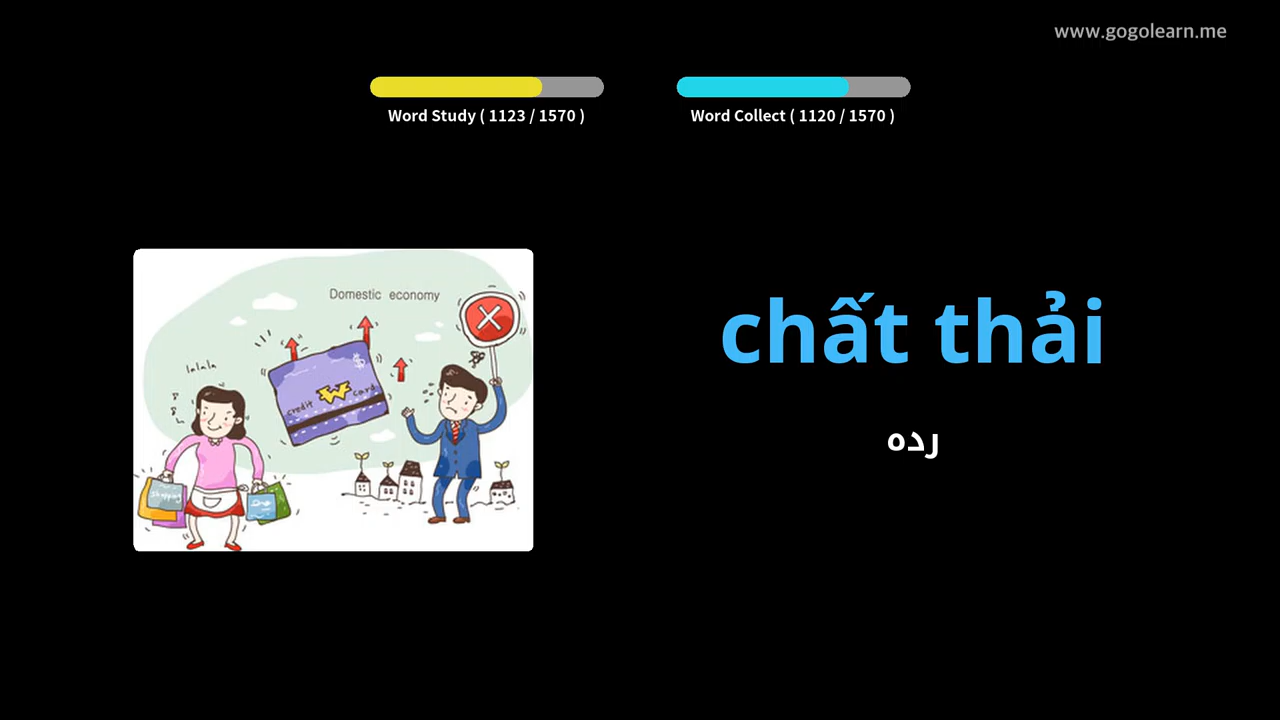 www.gogolearn.me
Word Study ( 1123 / 1570 )
Word Collect ( 1120 / 1570 )
Domestic economy
lalala
credit card
Shopping
chất thải
رده